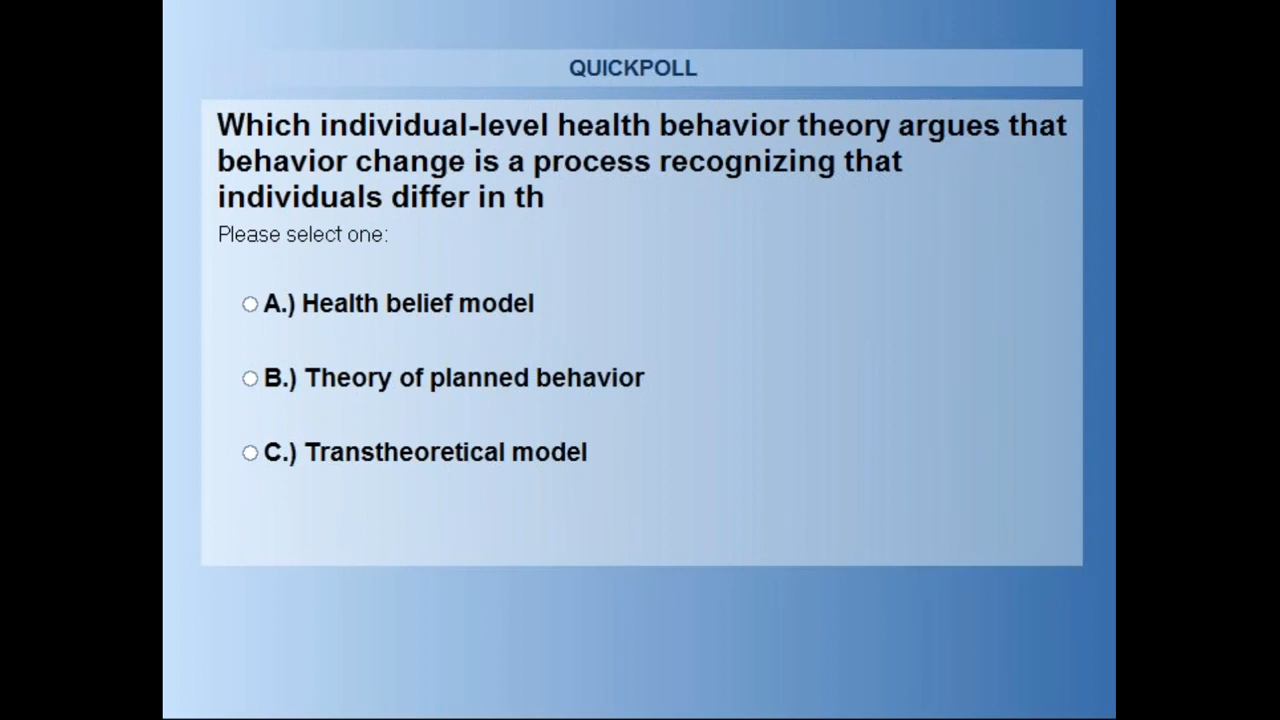 QUICKPOLL
Which individual-level health behavior theory argues that
behavior change is a process recognizing that
individuals differ in th
Please select one:
A.) Health belief model
B.) Theory of planned behavior
C.) Transtheoretical model